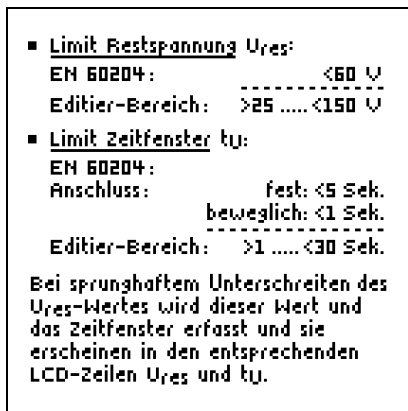 ▪ Limit Restspannung Ures:
EN 60204: <60 V
Editier-Bereich: >25 ..... <150 V
▪ Limit Zeitfenster tU:
EN 60204:
Anschluss: fest: <5 Sek.
beweglich: <1 Sek.
Editier-Bereich: >1 ..... <30 Sek.
Bei sprunghaftem Unterschreiten des
Ures-Wertes wird dieser Wert und
das Zeitfenster erfasst und sie
erscheinen in den entsprechenden
LCD-Zeilen Ures und tU.